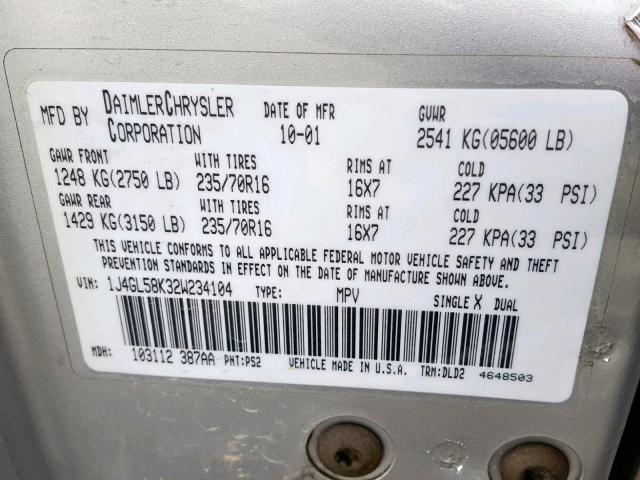 MFD BY DAIMLERCHRYSLER CORPORATION DATE OF MFR 10-01 GVWR 2541 KG(05600 LB)
GAWR FRONT WITH TIRES RIMS AT COLD
1248 KG(2750 LB) 235/70R16 16X7 227 KPA(33 PSI)
GAWR REAR WITH TIRES RIMS AT COLD
1429 KG(3150 LB) 235/70R16 16X7 227 KPA(33 PSI)
THIS VEHICLE CONFORMS TO ALL APPLICABLE FEDERAL MOTOR VEHICLE SAFETY AND THEFT
PREVENTION STANDARDS IN EFFECT ON THE DATE OF MANUFACTURE SHOWN ABOVE.
VIN: 1J4GL58K32W234104 TYPE: MPV SINGLE X DUAL
MDH: 103112 387AA PNT:PS2 VEHICLE MADE IN U.S.A. TRM:DLD2 4648503